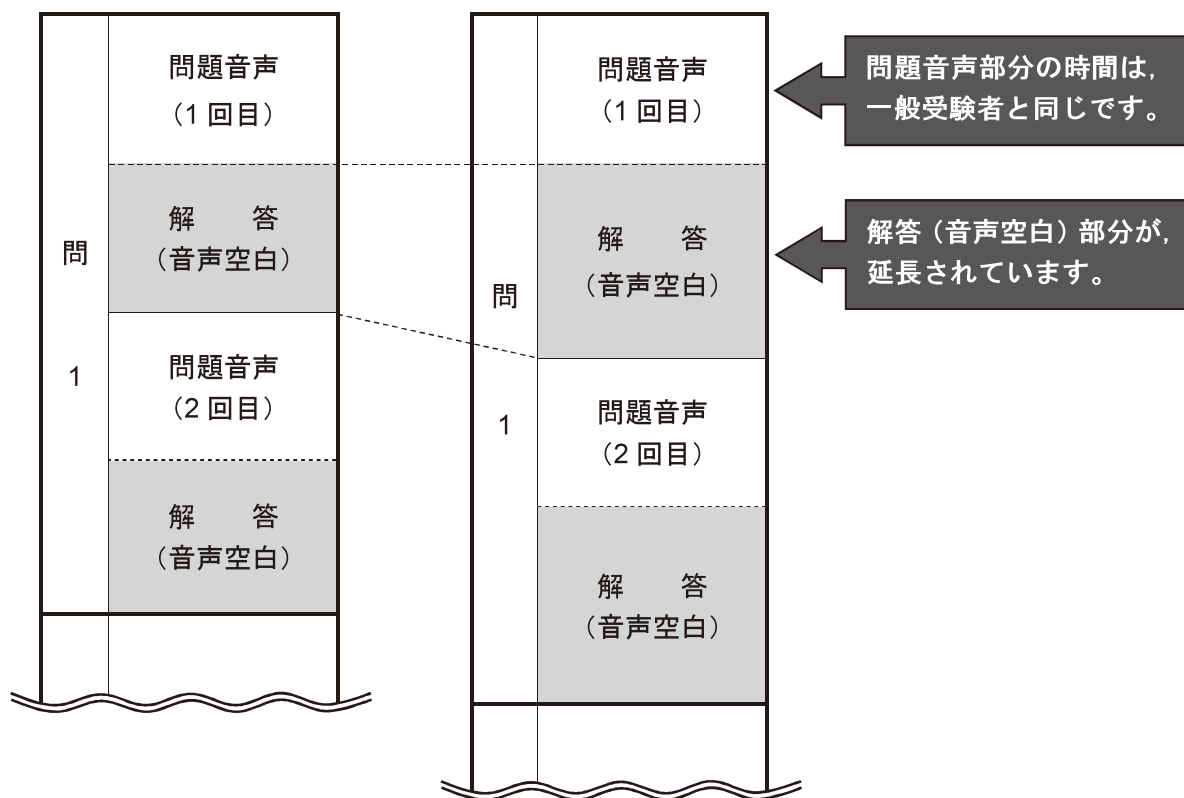 問
1
問題音声
（1回目）
解　　答
（音声空白）
問題音声
（2回目）
解　　答
（音声空白）
問
1
問題音声
（1回目）
解　　答
（音声空白）
問題音声
（2回目）
解　　答
（音声空白）
問題音声部分の時間は，
一般受験者と同じです。
解答（音声空白）部分が，
延長されています。